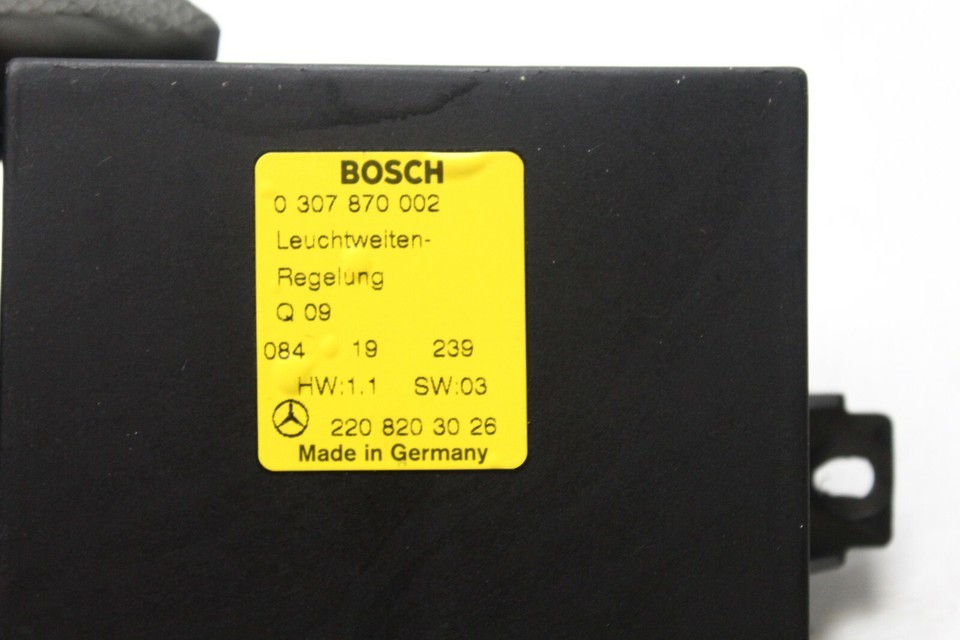 BOSCH
0 307 870 002
Leuchtweiten-
Regelung
Q 09
084 19 239
HW:1.1 SW:03
220 820 30 26
Made in Germany